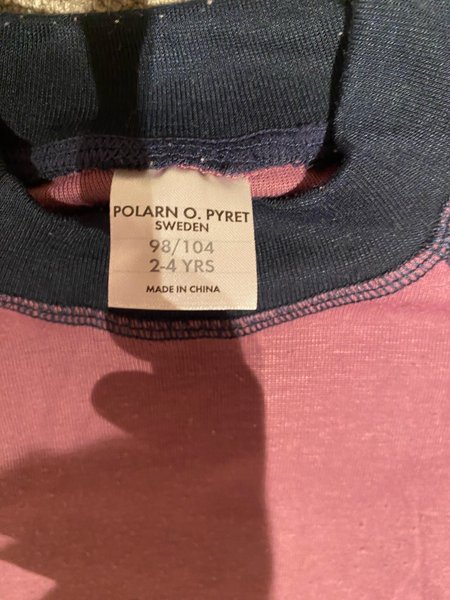 POLARN O. PYRET
SWEDEN
98/104
2-4 YRS
MADE IN CHINA